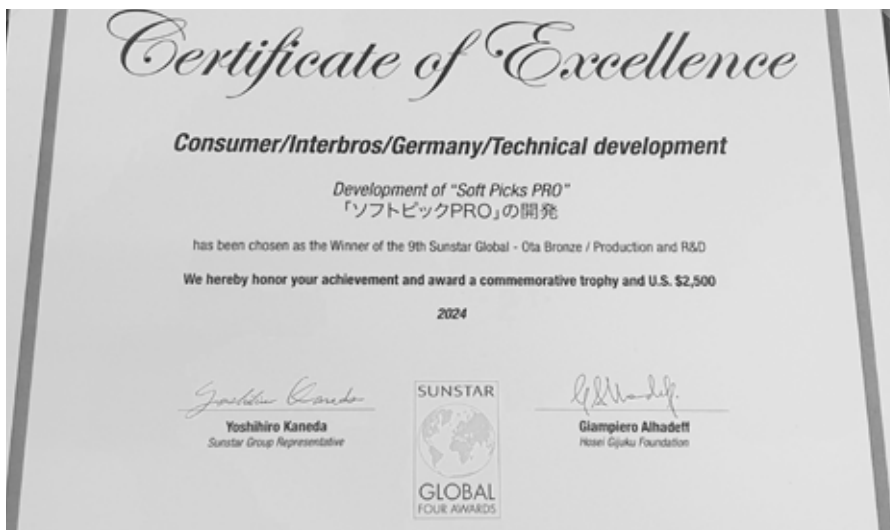 Certificate of Excellence
Consumer/Interbros/Germany/Technical development
Development of "Soft Picks PRO"
「ソフトピックPRO」の開発
has been chosen as the Winner of the 9th Sunstar Global - Ota Bronze / Production and R&D
We hereby honor your achievement and award a commemorative trophy and U.S. $2,500
2024
Yoshihiro Kaneda
Sunstar Group Representative
SUNSTAR
GLOBAL
FOUR AWARDS
Giampiero Alhadeff
Hosei Gijuku Foundation